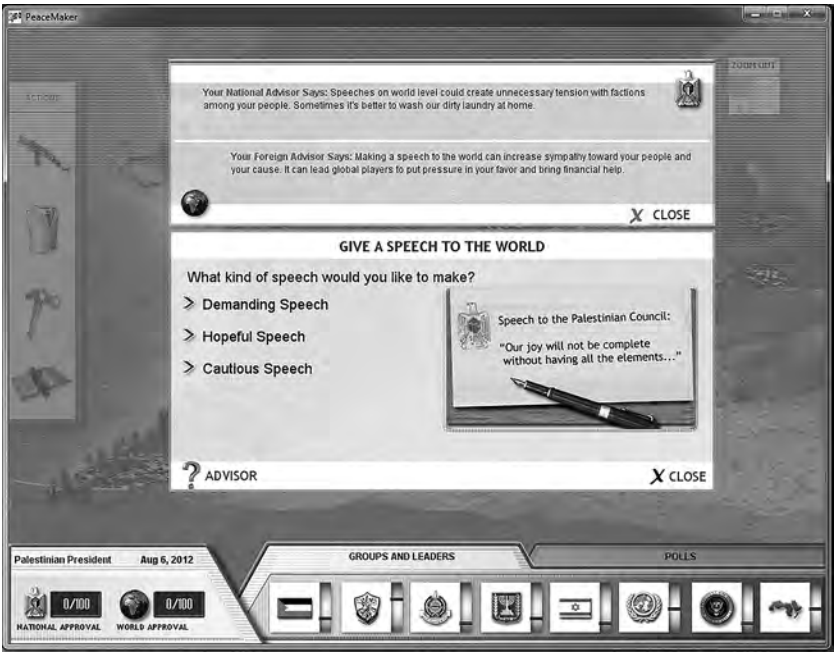 PeaceMaker
ZOOM OUT
Your National Advisor Says: Speeches on world level could create unnecessary tension with factions
among your people. Sometimes it's better to wash our dirty laundry at home.
Your Foreign Advisor Says: Making a speech to the world can increase sympathy toward your people and
your cause. It can lead global players to put pressure in your favor and bring financial help.
X CLOSE
GIVE A SPEECH TO THE WORLD
What kind of speech would you like to make?
> Demanding Speech
> Hopeful Speech
> Cautious Speech
Speech to the Palestinian Council:
"Our joy will not be complete
without having all the elements..."
? ADVISOR
X CLOSE
Palestinian President Aug 6, 2012
GROUPS AND LEADERS
POLLS
0/100
0/100
NATIONAL APPROVAL WORLD APPROVAL